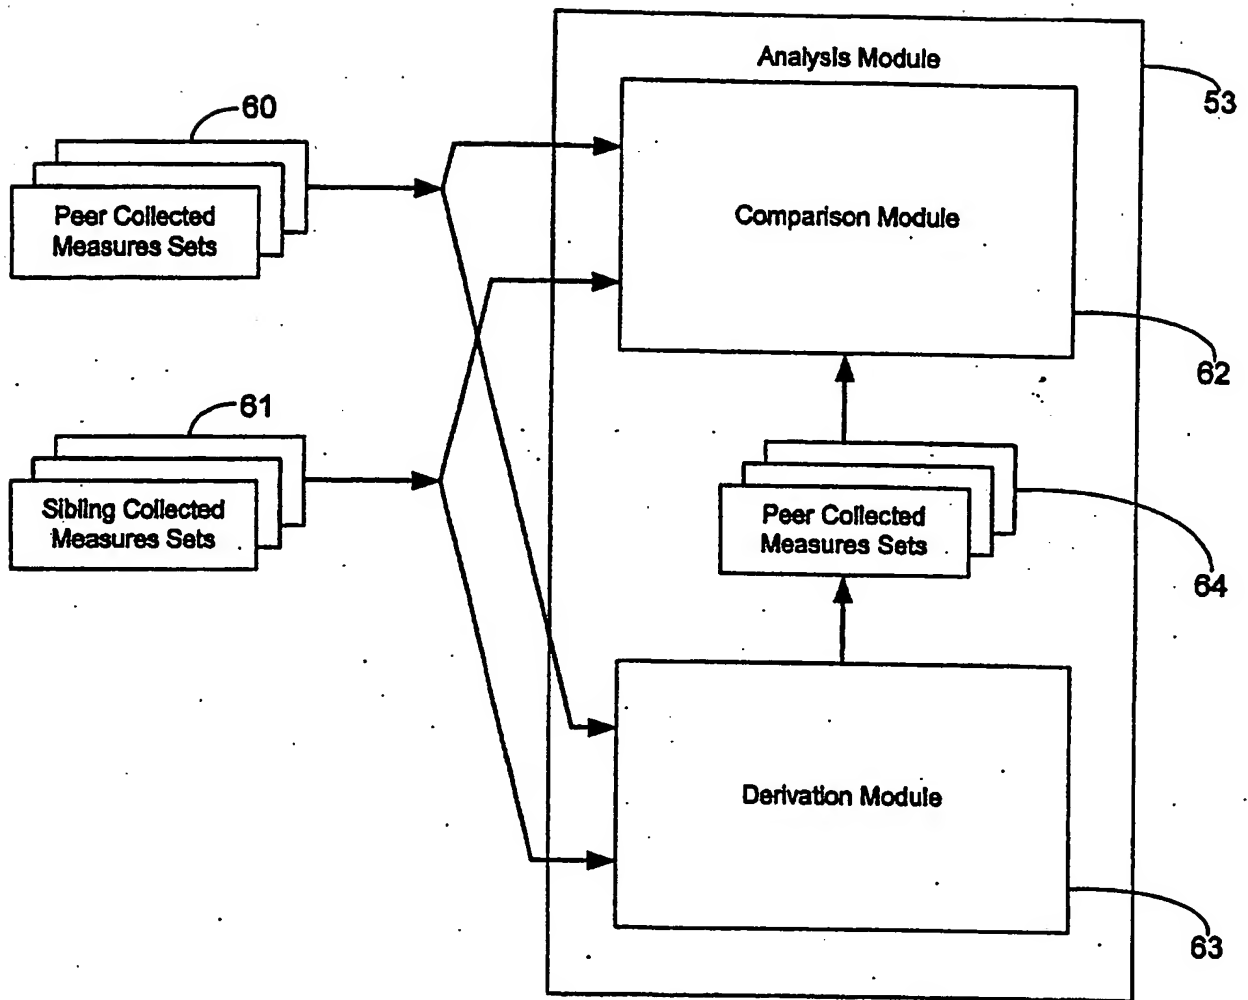 Analysis Module
53
60
Peer Collected
Measures Sets
Comparison Module
62
61
Sibling Collected
Measures Sets
Peer Collected
Measures Sets
64
Derivation Module
63